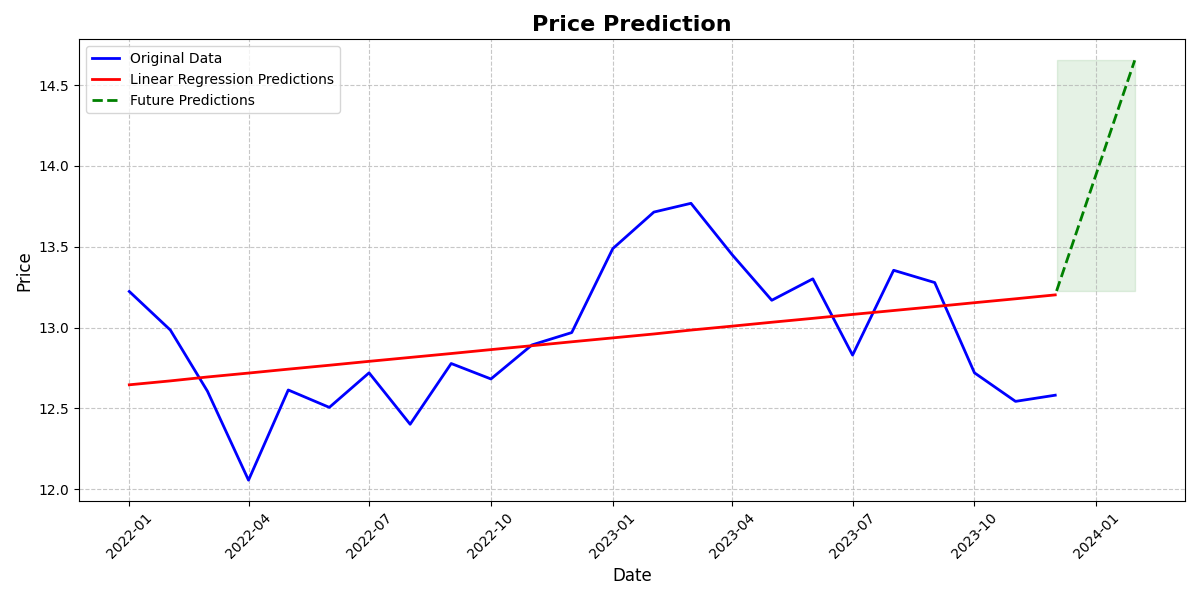 Price Prediction
Original Data
Linear Regression Predictions
Future Predictions
14.5
14.0
13.5
13.0
12.5
12.0
Price
2022-01
2022-04
2022-07
2022-10
2023-01
2023-04
2023-07
2023-10
2024-01
Date